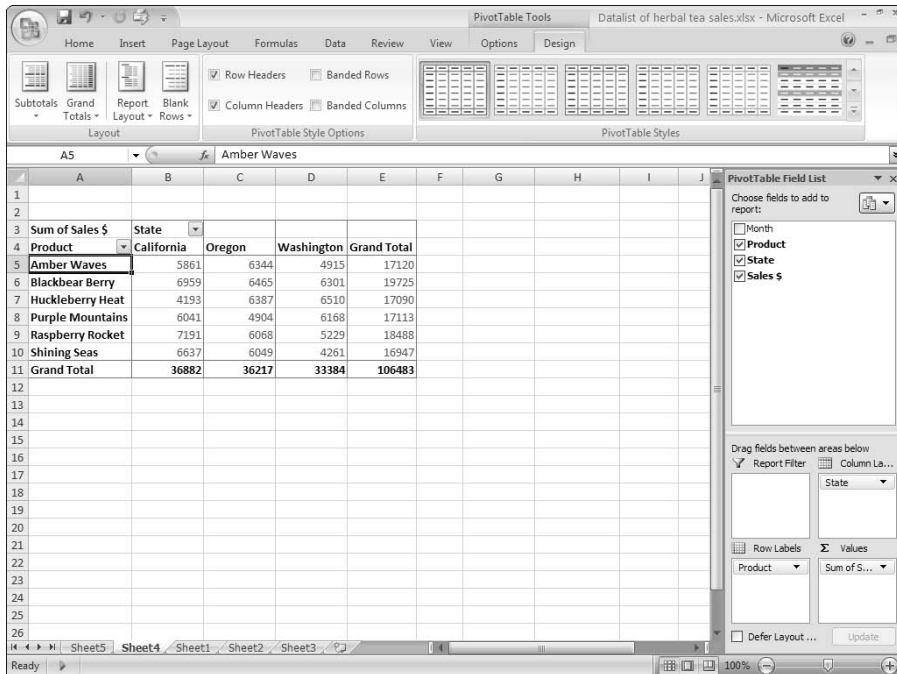 PivotTable Tools
Datalist of herbal tea sales.xlsx - Microsoft Excel
Home Insert Page Layout Formulas Data Review View Options Design
Subtotals
Grand Totals
Report Layout
Blank Rows
Row Headers
Banded Rows
Column Headers
Banded Columns
Layout
PivotTable Style Options
PivotTable Styles
A5
fx
Amber Waves
A B C D E F G H I J
1
2
3 Sum of Sales $ State
4 Product California Oregon Washington Grand Total
5 Amber Waves 5861 6344 4915 17120
6 Blackbear Berry 6959 6465 6301 19725
7 Huckleberry Heat 4193 6387 6510 17090
8 Purple Mountains 6041 4904 6168 17113
9 Raspberry Rocket 7191 6068 5229 18488
10 Shining Seas 6637 6049 4261 16947
11 Grand Total 36882 36217 33384 106483
12
13
14
15
16
17
18
19
20
21
22
23
24
25
26
PivotTable Field List
Choose fields to add to
report:
Month
Product
State
Sales $
Drag fields between areas below
Report Filter
Column La...
State
Row Labels
Σ Values
Product
Sum of S...
Defer Layout ...
Update
Sheet5 Sheet4 Sheet1 Sheet2 Sheet3
Ready
100%